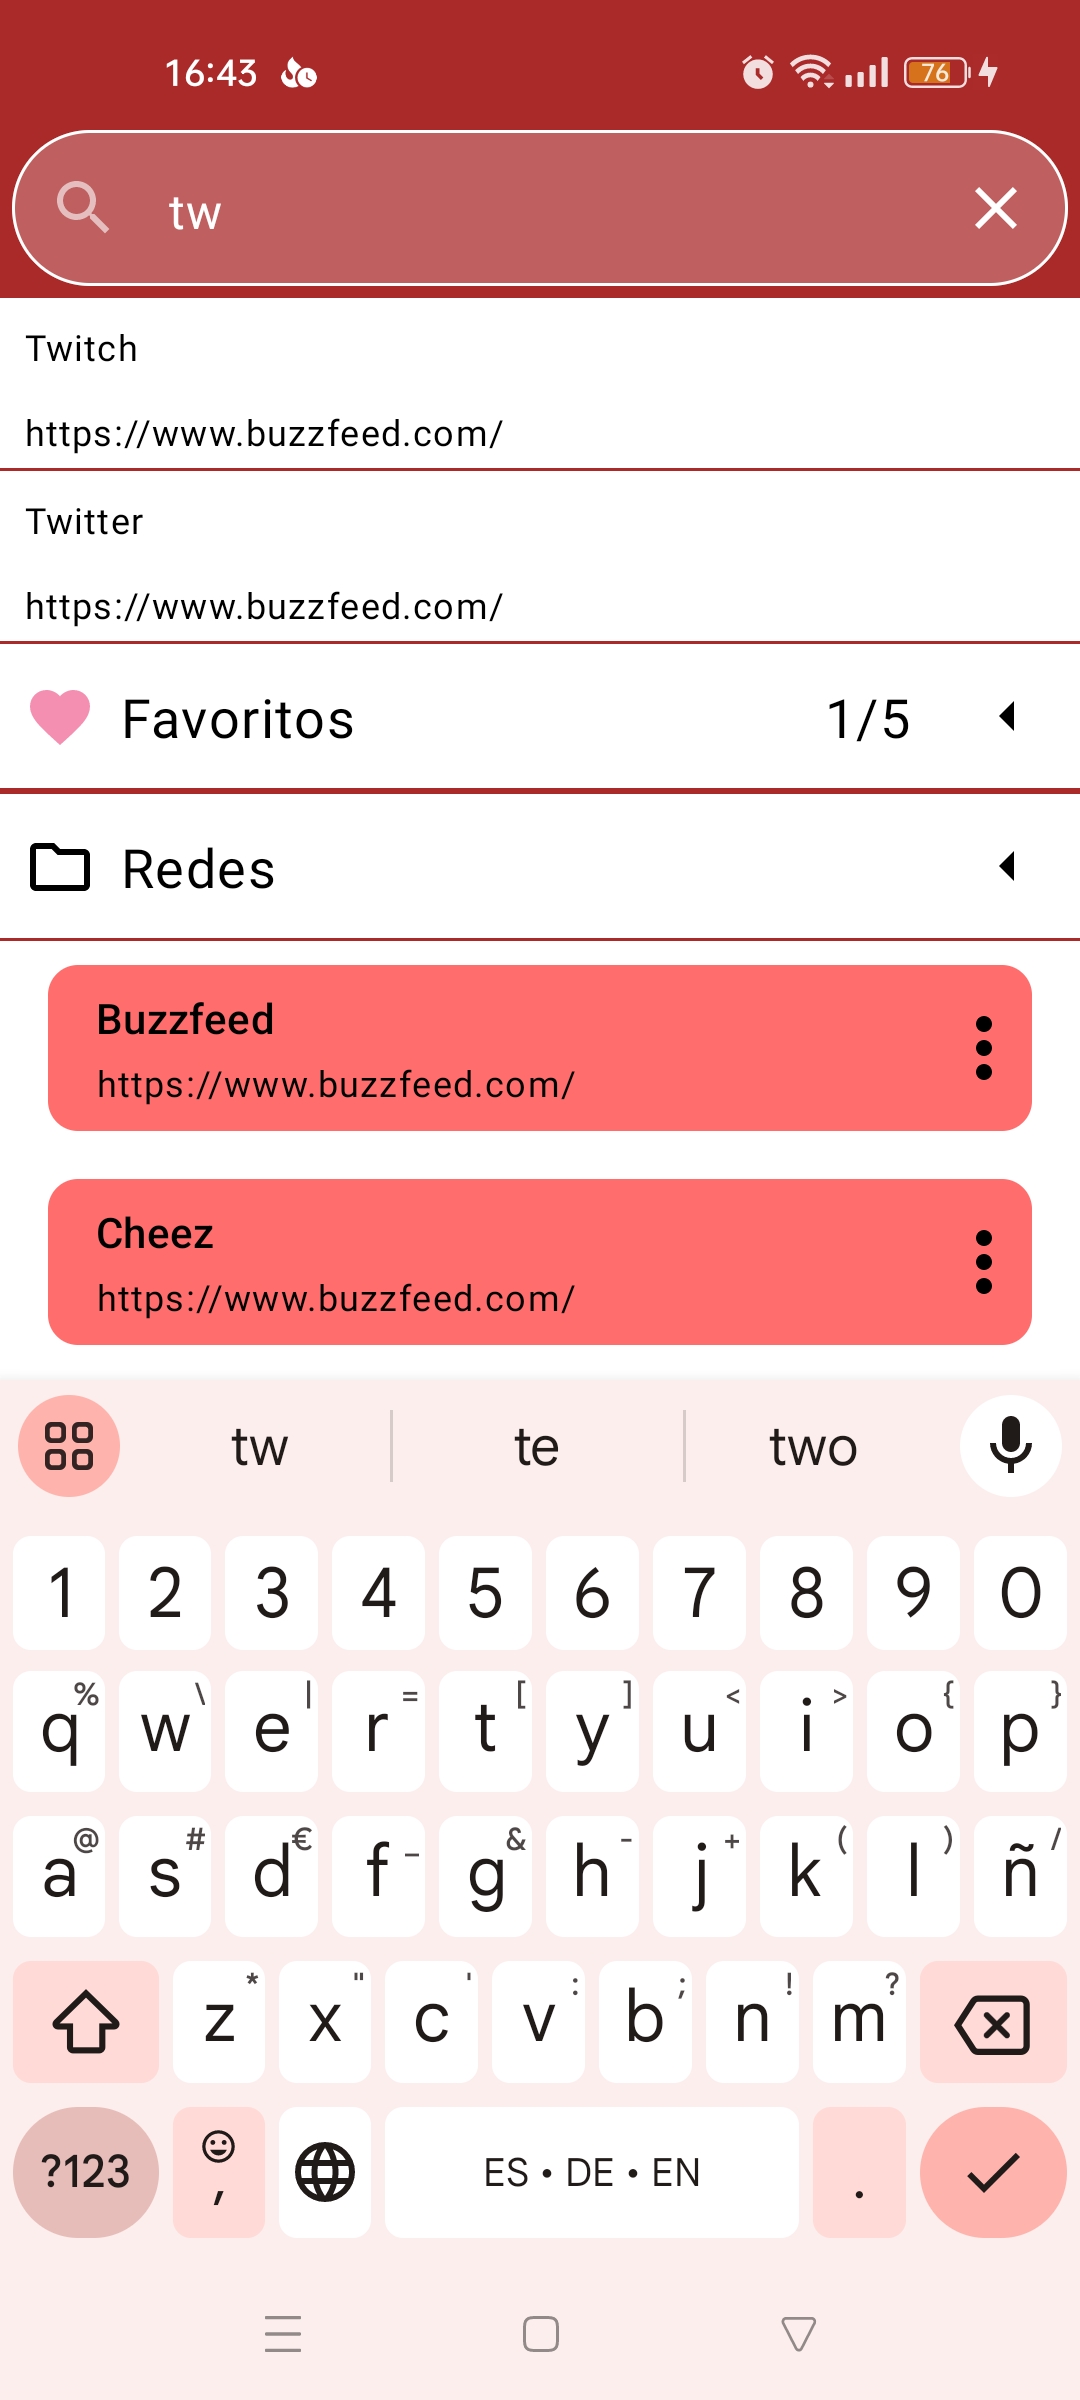 16:43 76
tw
Twitch
https://www.buzzfeed.com/
Twitter
https://www.buzzfeed.com/
Favoritos 1/5
Redes
Buzzfeed
https://www.buzzfeed.com/
Cheez
https://www.buzzfeed.com/
tw te two
1 2 3 4 5 6 7 8 9 0
q% w\ e| r= t[ y] u< i> o{ p}
a@ s# d€ f_ g& h- j+ k( l) ñ/
z* x" c' v: b; n! m?
?123 , ES • DE • EN .